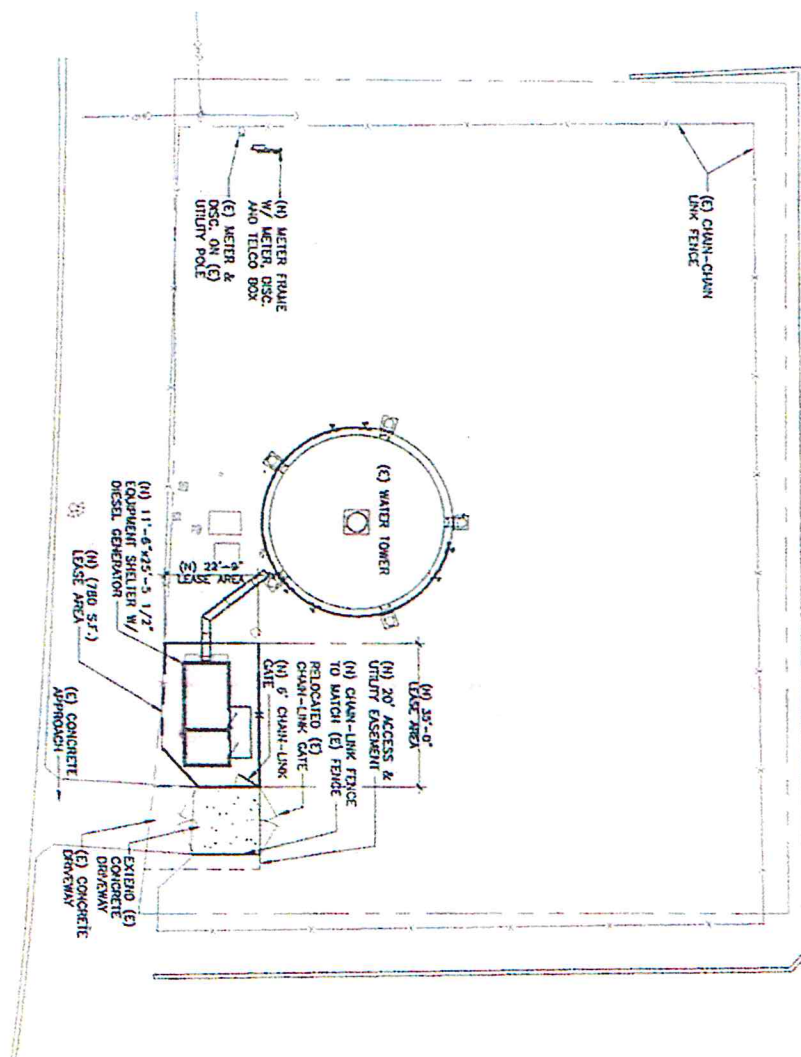 (E) CHAIN-CHAIN
LINK FENCE
(N) METER FRAME
W/ METER, DISC.
AND TELCO BOX
(E) METER &
DISC. ON (E)
UTILITY POLE
(E) WATER TOWER
(N) 22'-9"
LEASE AREA
(N) 11'-6"x25'-5 1/2"
EQUIPMENT SHELTER W/
DIESEL GENERATOR
(N) (780 S.F.)
LEASE AREA
(N) 35'-0"
LEASE AREA
(N) 20' ACCESS &
UTILITY EASEMENT
(N) CHAIN-LINK FENCE
TO MATCH (E) FENCE
RELOCATED (E)
CHAIN-LINK GATE
(N) 6' CHAIN-LINK
GATE
(E) CONCRETE
APPROACH
EXTEND (E)
CONCRETE
DRIVEWAY
(E) CONCRETE
DRIVEWAY